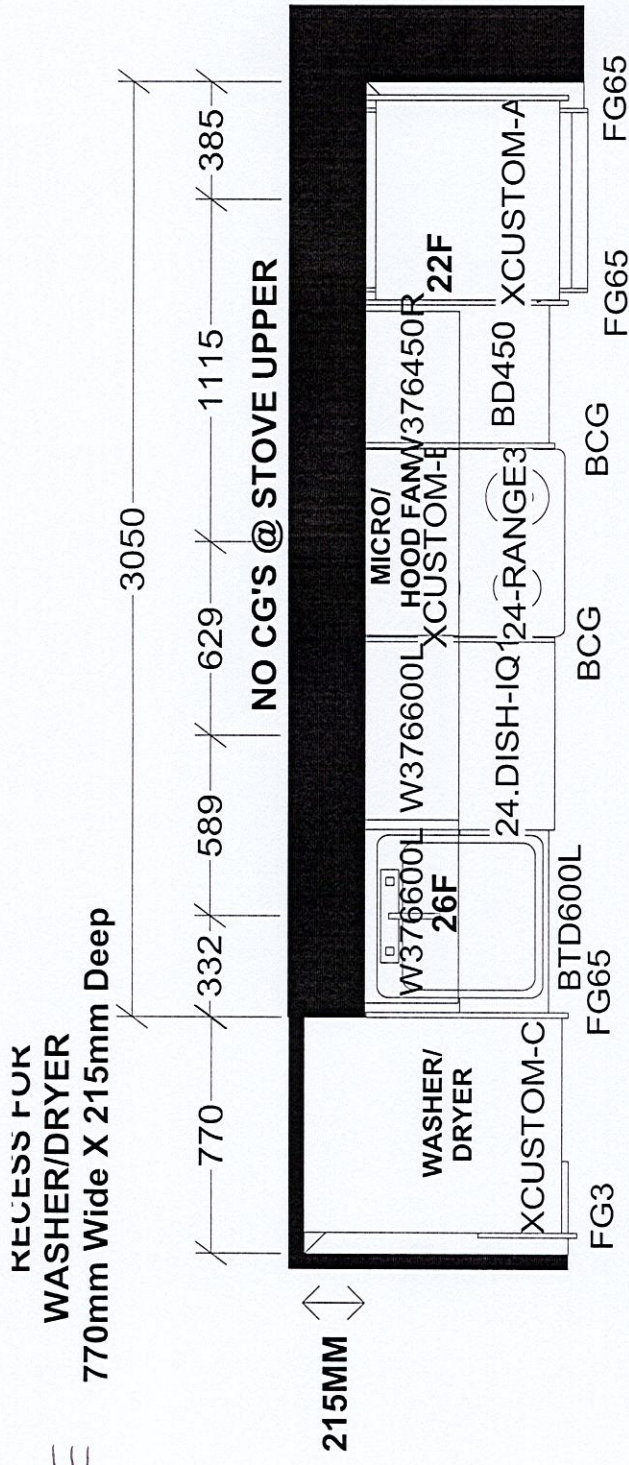 RECESS FOR
WASHER/DRYER
770mm Wide X 215mm Deep
3050
770
332
589
629
1115
385
NO CG'S @ STOVE UPPER
215MM
WASHER/
DRYER
XCUSTOM-C
FG3
W376600L
26F
BTD600L
FG65
W376600L
24.DISH-IQ1
BCG
MICRO/
HOOD FAN
XCUSTOM-B
24-RANGE3
BCG
W376450R
BD450
22F
XCUSTOM-A
FG65
FG65